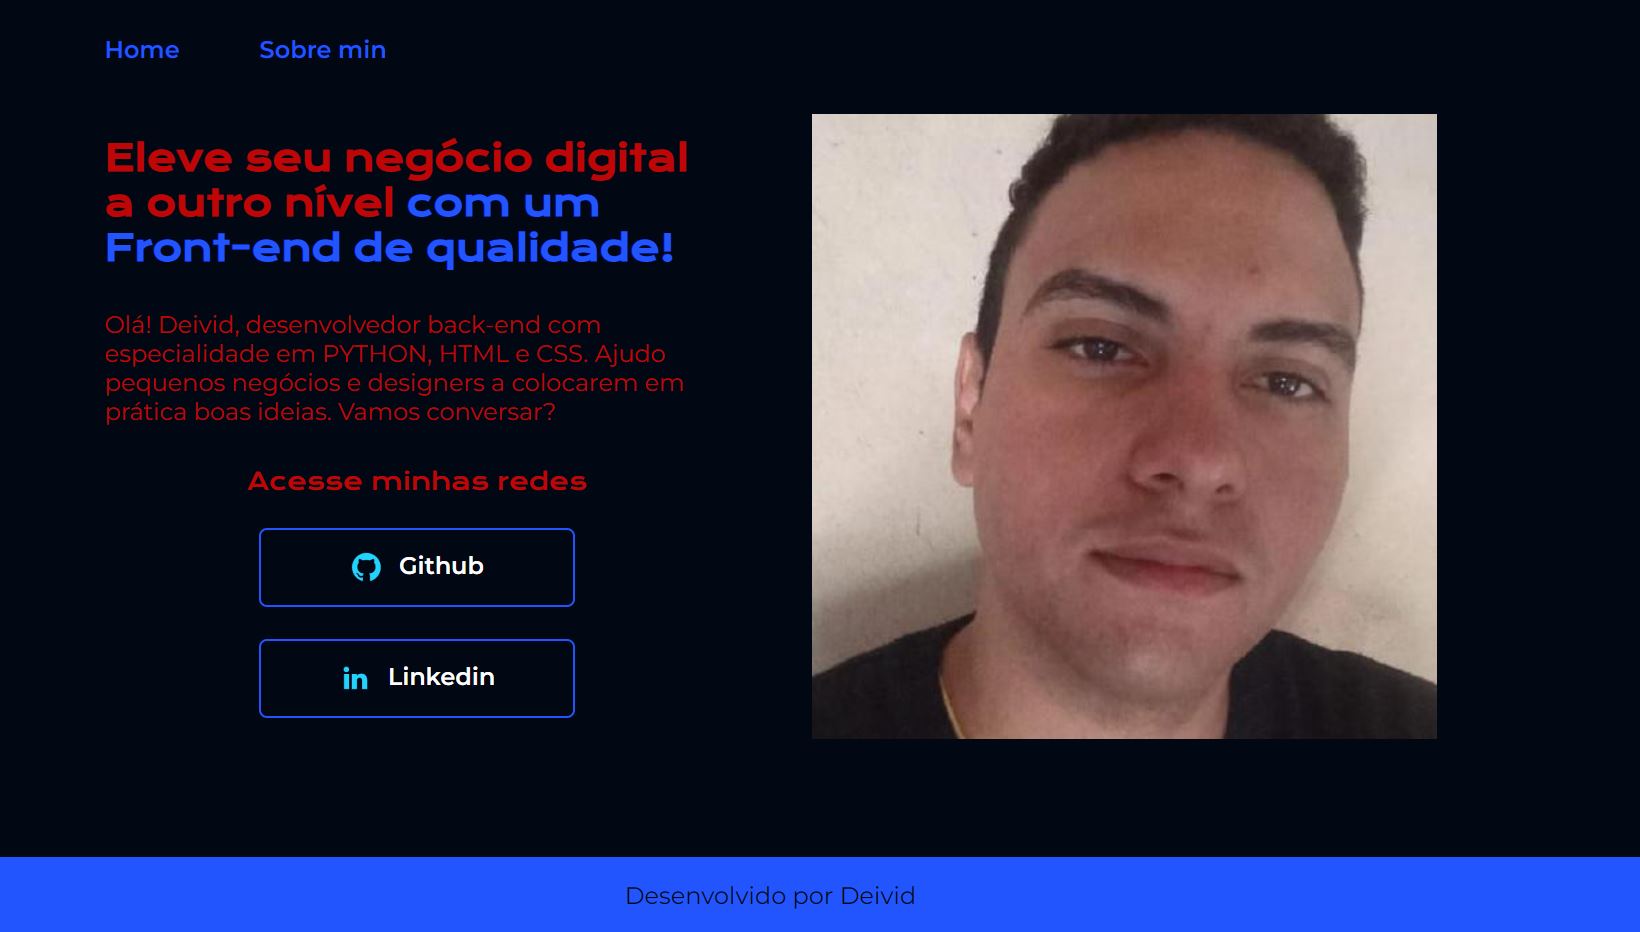 Home
Sobre min
Eleve seu negócio digital
a outro nível com um
Front-end de qualidade!
Olá! Deivid, desenvolvedor back-end com
especialidade em PYTHON, HTML e CSS. Ajudo
pequenos negócios e designers a colocarem em
prática boas ideias. Vamos conversar?
Acesse minhas redes
Github
in Linkedin
Desenvolvido por Deivid